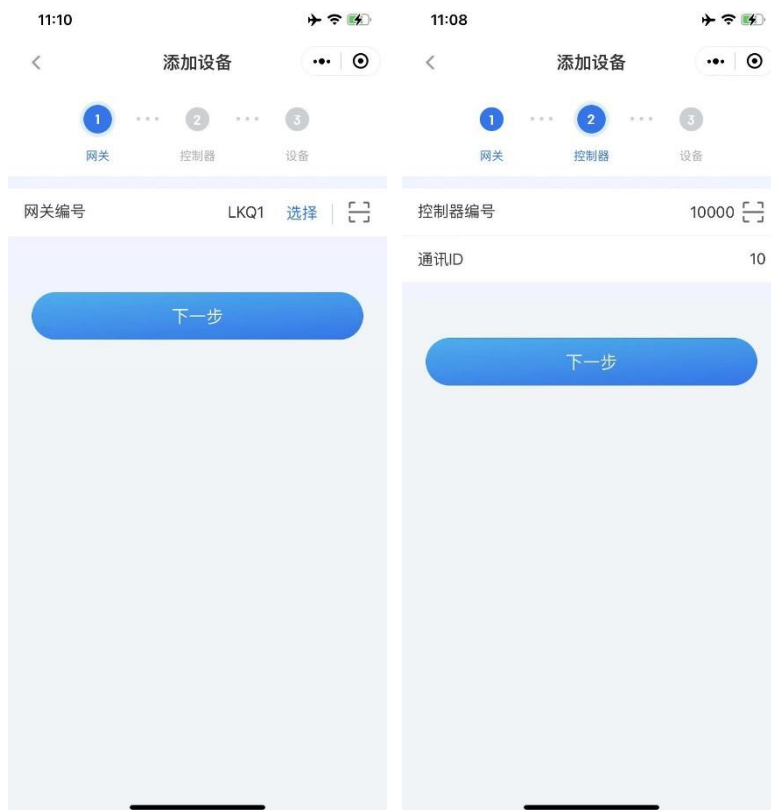 11:10
添加设备
1 2 3
网关 控制器 设备
网关编号 LKQ1 选择
下一步
11:08
添加设备
1 2 3
网关 控制器 设备
控制器编号 10000
通讯ID 10
下一步